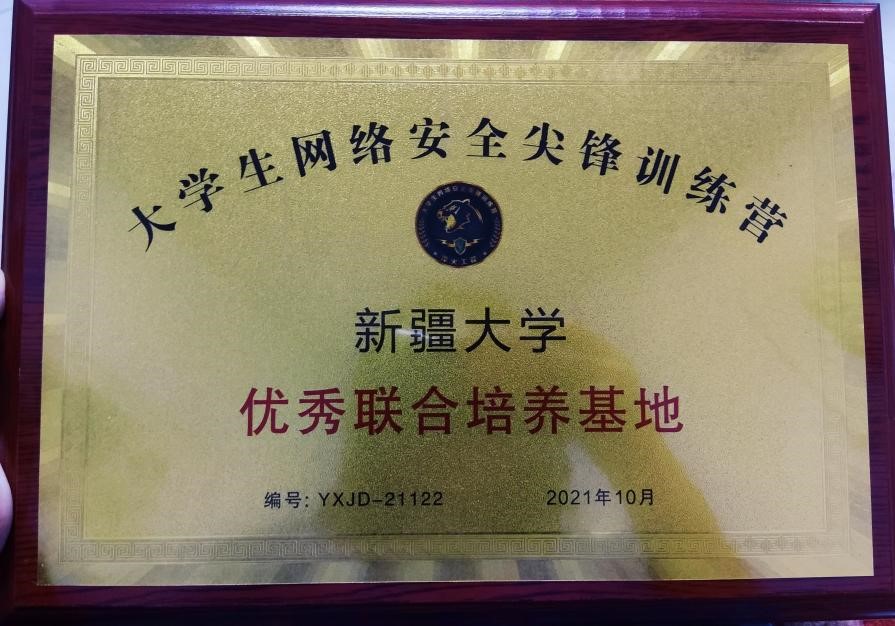 大学生网络安全尖锋训练营
新疆大学
优秀联合培养基地
编号: YXJD-21122
2021年10月